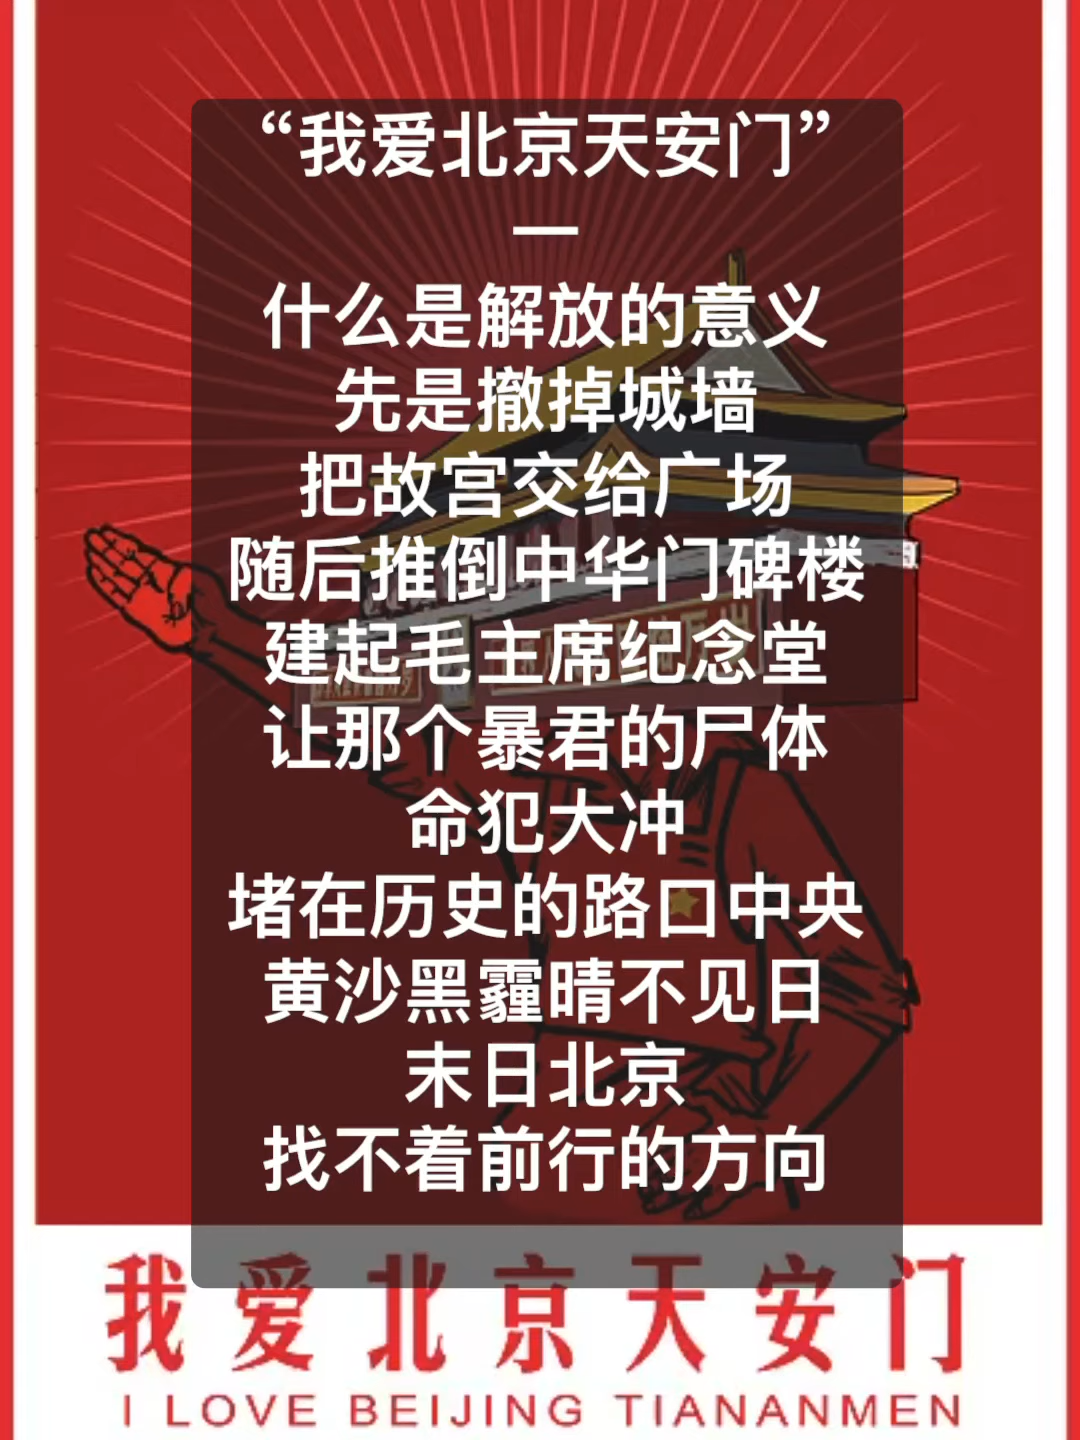 “我爱北京天安门”
一
什么是解放的意义
先是撤掉城墙
把故宫交给广场
随后推倒中华门碑楼
建起毛主席纪念堂
让那个暴君的尸体
命犯大冲
堵在历史的路口中央
黄沙黑霾晴不见日
末日北京
找不着前行的方向
我爱北京天安门
I LOVE BEIJING TIANANMEN